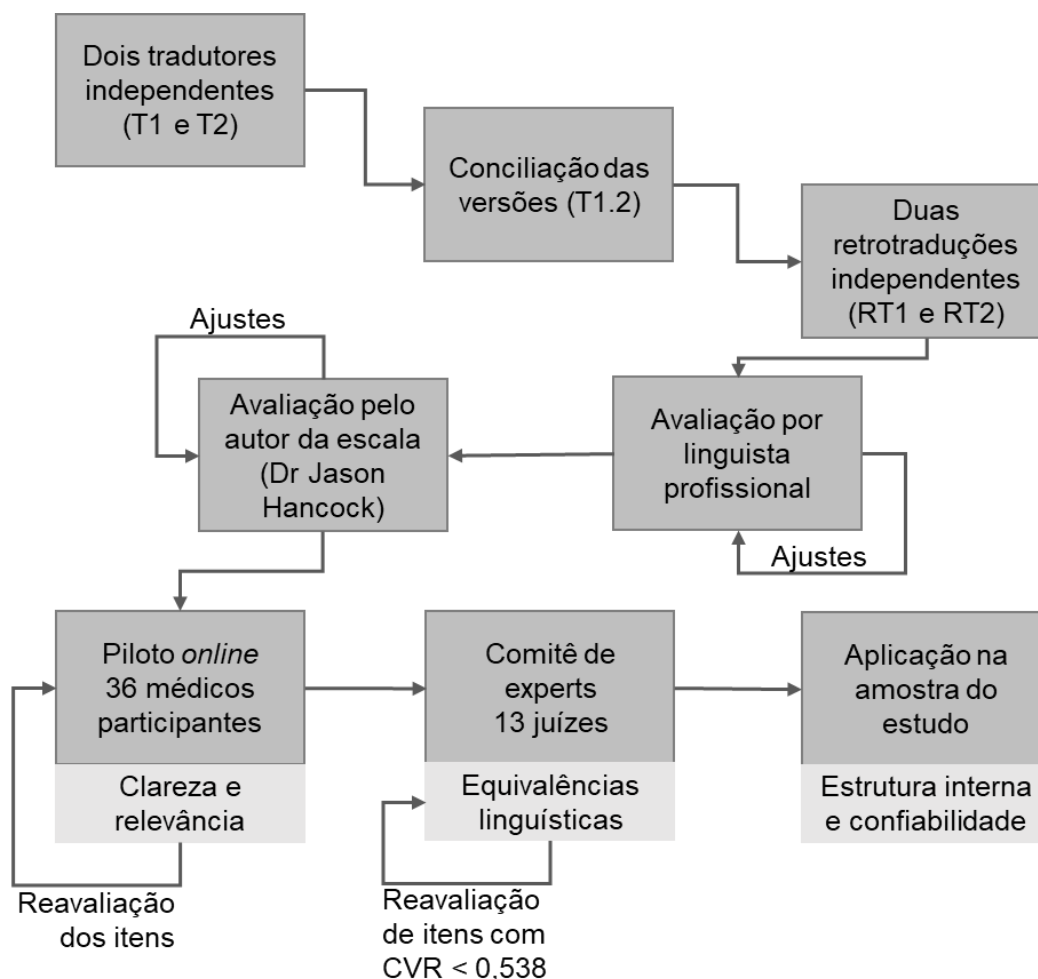 Dois tradutores
independentes
(T1 e T2)
Conciliação das
versões (T1.2)
Duas
retrotraduções
independentes
(RT1 e RT2)
Ajustes
Avaliação pelo
autor da escala
(Dr Jason
Hancock)
Avaliação por
linguista
profissional
Ajustes
Piloto online
36 médicos
participantes
Clareza e
relevância
Reavaliação
dos itens
Comitê de
experts
13 juízes
Equivalências
linguísticas
Reavaliação
de itens com
CVR < 0,538
Aplicação na
amostra do
estudo
Estrutura interna
e confiabilidade